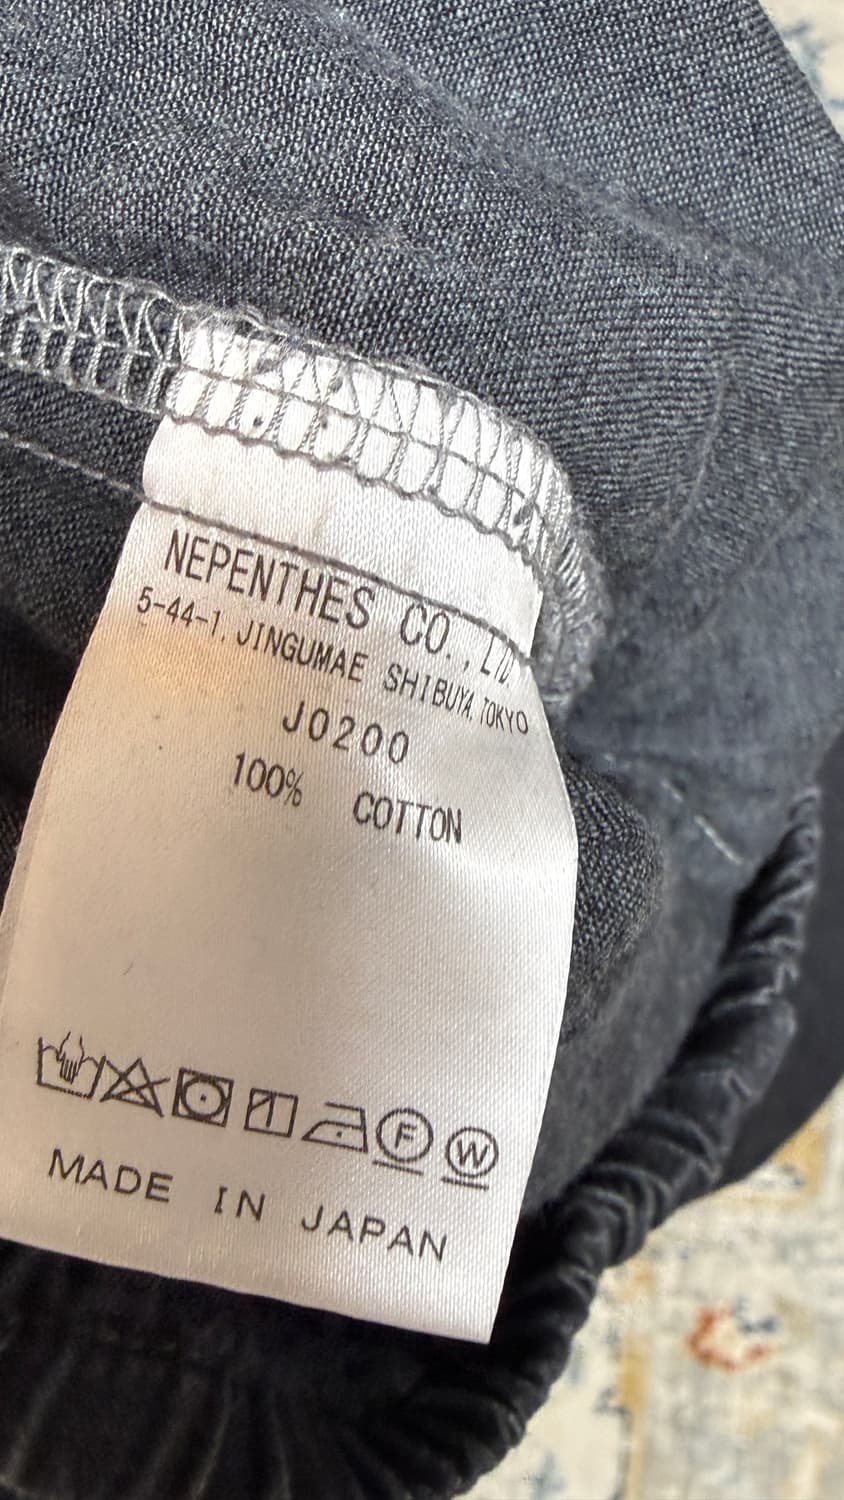 NEPENTHES CO., LTD.
5-44-1, JINGUMAE SHIBUYA, TOKYO
J0200
100% COTTON
F W
MADE IN JAPAN